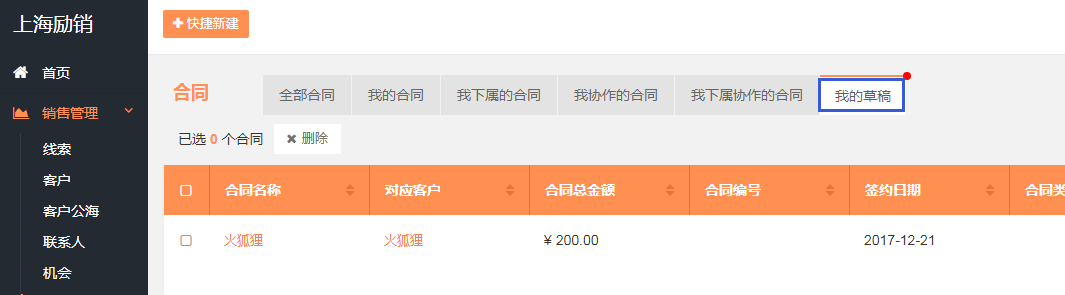 上海励销
快捷新建
首页
销售管理
线索
客户
客户公海
联系人
机会
合同
全部合同 我的合同 我下属的合同 我协作的合同 我下属协作的合同 我的草稿
已选 0 个合同 删除
合同名称 对应客户 合同总金额 合同编号 签约日期 合同类
火狐狸 火狐狸 ¥ 200.00 2017-12-21